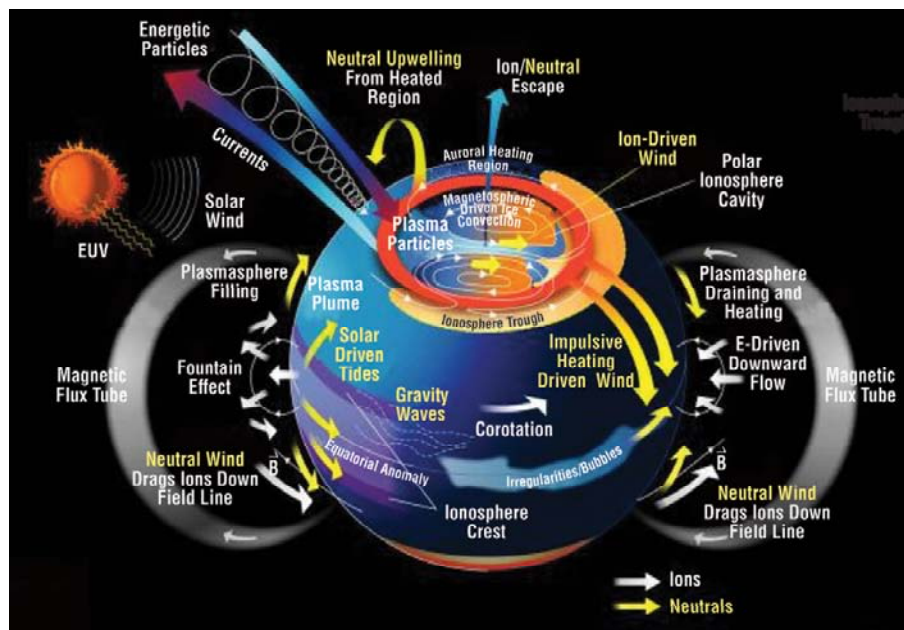 Energetic
Particles
Neutral Upwelling
From Heated
Region
Ion/Neutral
Escape
Currents
Auroral Heating
Region
Ion-Driven
Wind
Polar
Ionosphere
Cavity
Solar
Wind
EUV
Magnetospheric
Driven Ice
Convection
Plasma
Particles
Plasmasphere
Filling
Plasma
Plume
Ionosphere Trough
Plasmasphere
Draining and
Heating
Solar
Driven
Tides
Impulsive
Heating
Driven Wind
E-Driven
Downward
Flow
Magnetic
Flux Tube
Fountain
Effect
Gravity
Waves
Corotation
Magnetic
Flux Tube
Neutral Wind
Drags Ions Down
Field Line
B
Equatorial Anomaly
Irregularities/Bubbles
B
Neutral Wind
Drags Ions Down
Field Line
Ionosphere
Crest
Ions
Neutrals